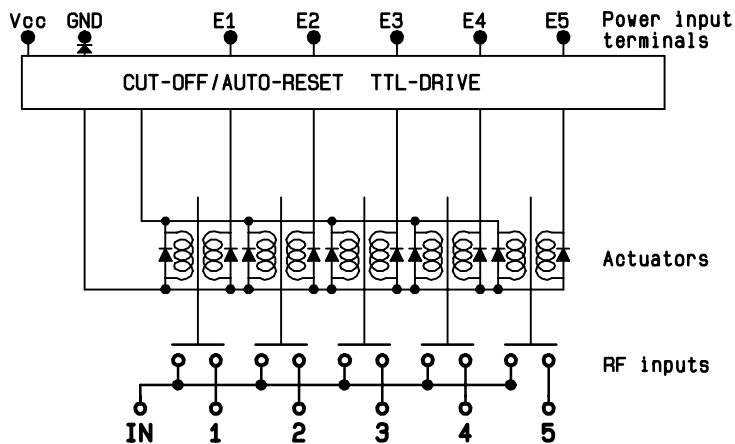 Vcc GND E1 E2 E3 E4 E5 Power input
terminals
CUT-OFF/AUTO-RESET TTL-DRIVE
Actuators
RF inputs
IN 1 2 3 4 5